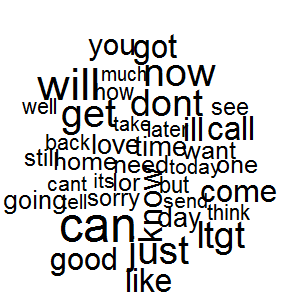 you got
much
will now
how
well get dont see
take later ill call
back love time want
still home need today one
cant its lor but come
going tell sorry know send think
can day ltgt
good just
like